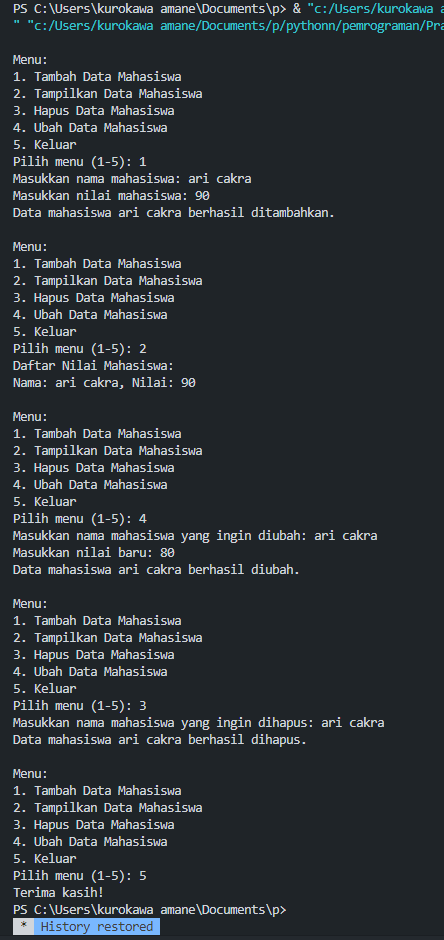 PS C:\Users\kurokawa amane\Documents\p> & "c:/Users/kurokawa a
" "c:/Users/kurokawa amane/Documents/p/pythonn/pemrograman/Pra
Menu:
1. Tambah Data Mahasiswa
2. Tampilkan Data Mahasiswa
3. Hapus Data Mahasiswa
4. Ubah Data Mahasiswa
5. Keluar
Pilih menu (1-5): 1
Masukkan nama mahasiswa: ari cakra
Masukkan nilai mahasiswa: 90
Data mahasiswa ari cakra berhasil ditambahkan.
Menu:
1. Tambah Data Mahasiswa
2. Tampilkan Data Mahasiswa
3. Hapus Data Mahasiswa
4. Ubah Data Mahasiswa
5. Keluar
Pilih menu (1-5): 2
Daftar Nilai Mahasiswa:
Nama: ari cakra, Nilai: 90
Menu:
1. Tambah Data Mahasiswa
2. Tampilkan Data Mahasiswa
3. Hapus Data Mahasiswa
4. Ubah Data Mahasiswa
5. Keluar
Pilih menu (1-5): 4
Masukkan nama mahasiswa yang ingin diubah: ari cakra
Masukkan nilai baru: 80
Data mahasiswa ari cakra berhasil diubah.
Menu:
1. Tambah Data Mahasiswa
2. Tampilkan Data Mahasiswa
3. Hapus Data Mahasiswa
4. Ubah Data Mahasiswa
5. Keluar
Pilih menu (1-5): 3
Masukkan nama mahasiswa yang ingin dihapus: ari cakra
Data mahasiswa ari cakra berhasil dihapus.
Menu:
1. Tambah Data Mahasiswa
2. Tampilkan Data Mahasiswa
3. Hapus Data Mahasiswa
4. Ubah Data Mahasiswa
5. Keluar
Pilih menu (1-5): 5
Terima kasih!
PS C:\Users\kurokawa amane\Documents\p>
* History restored